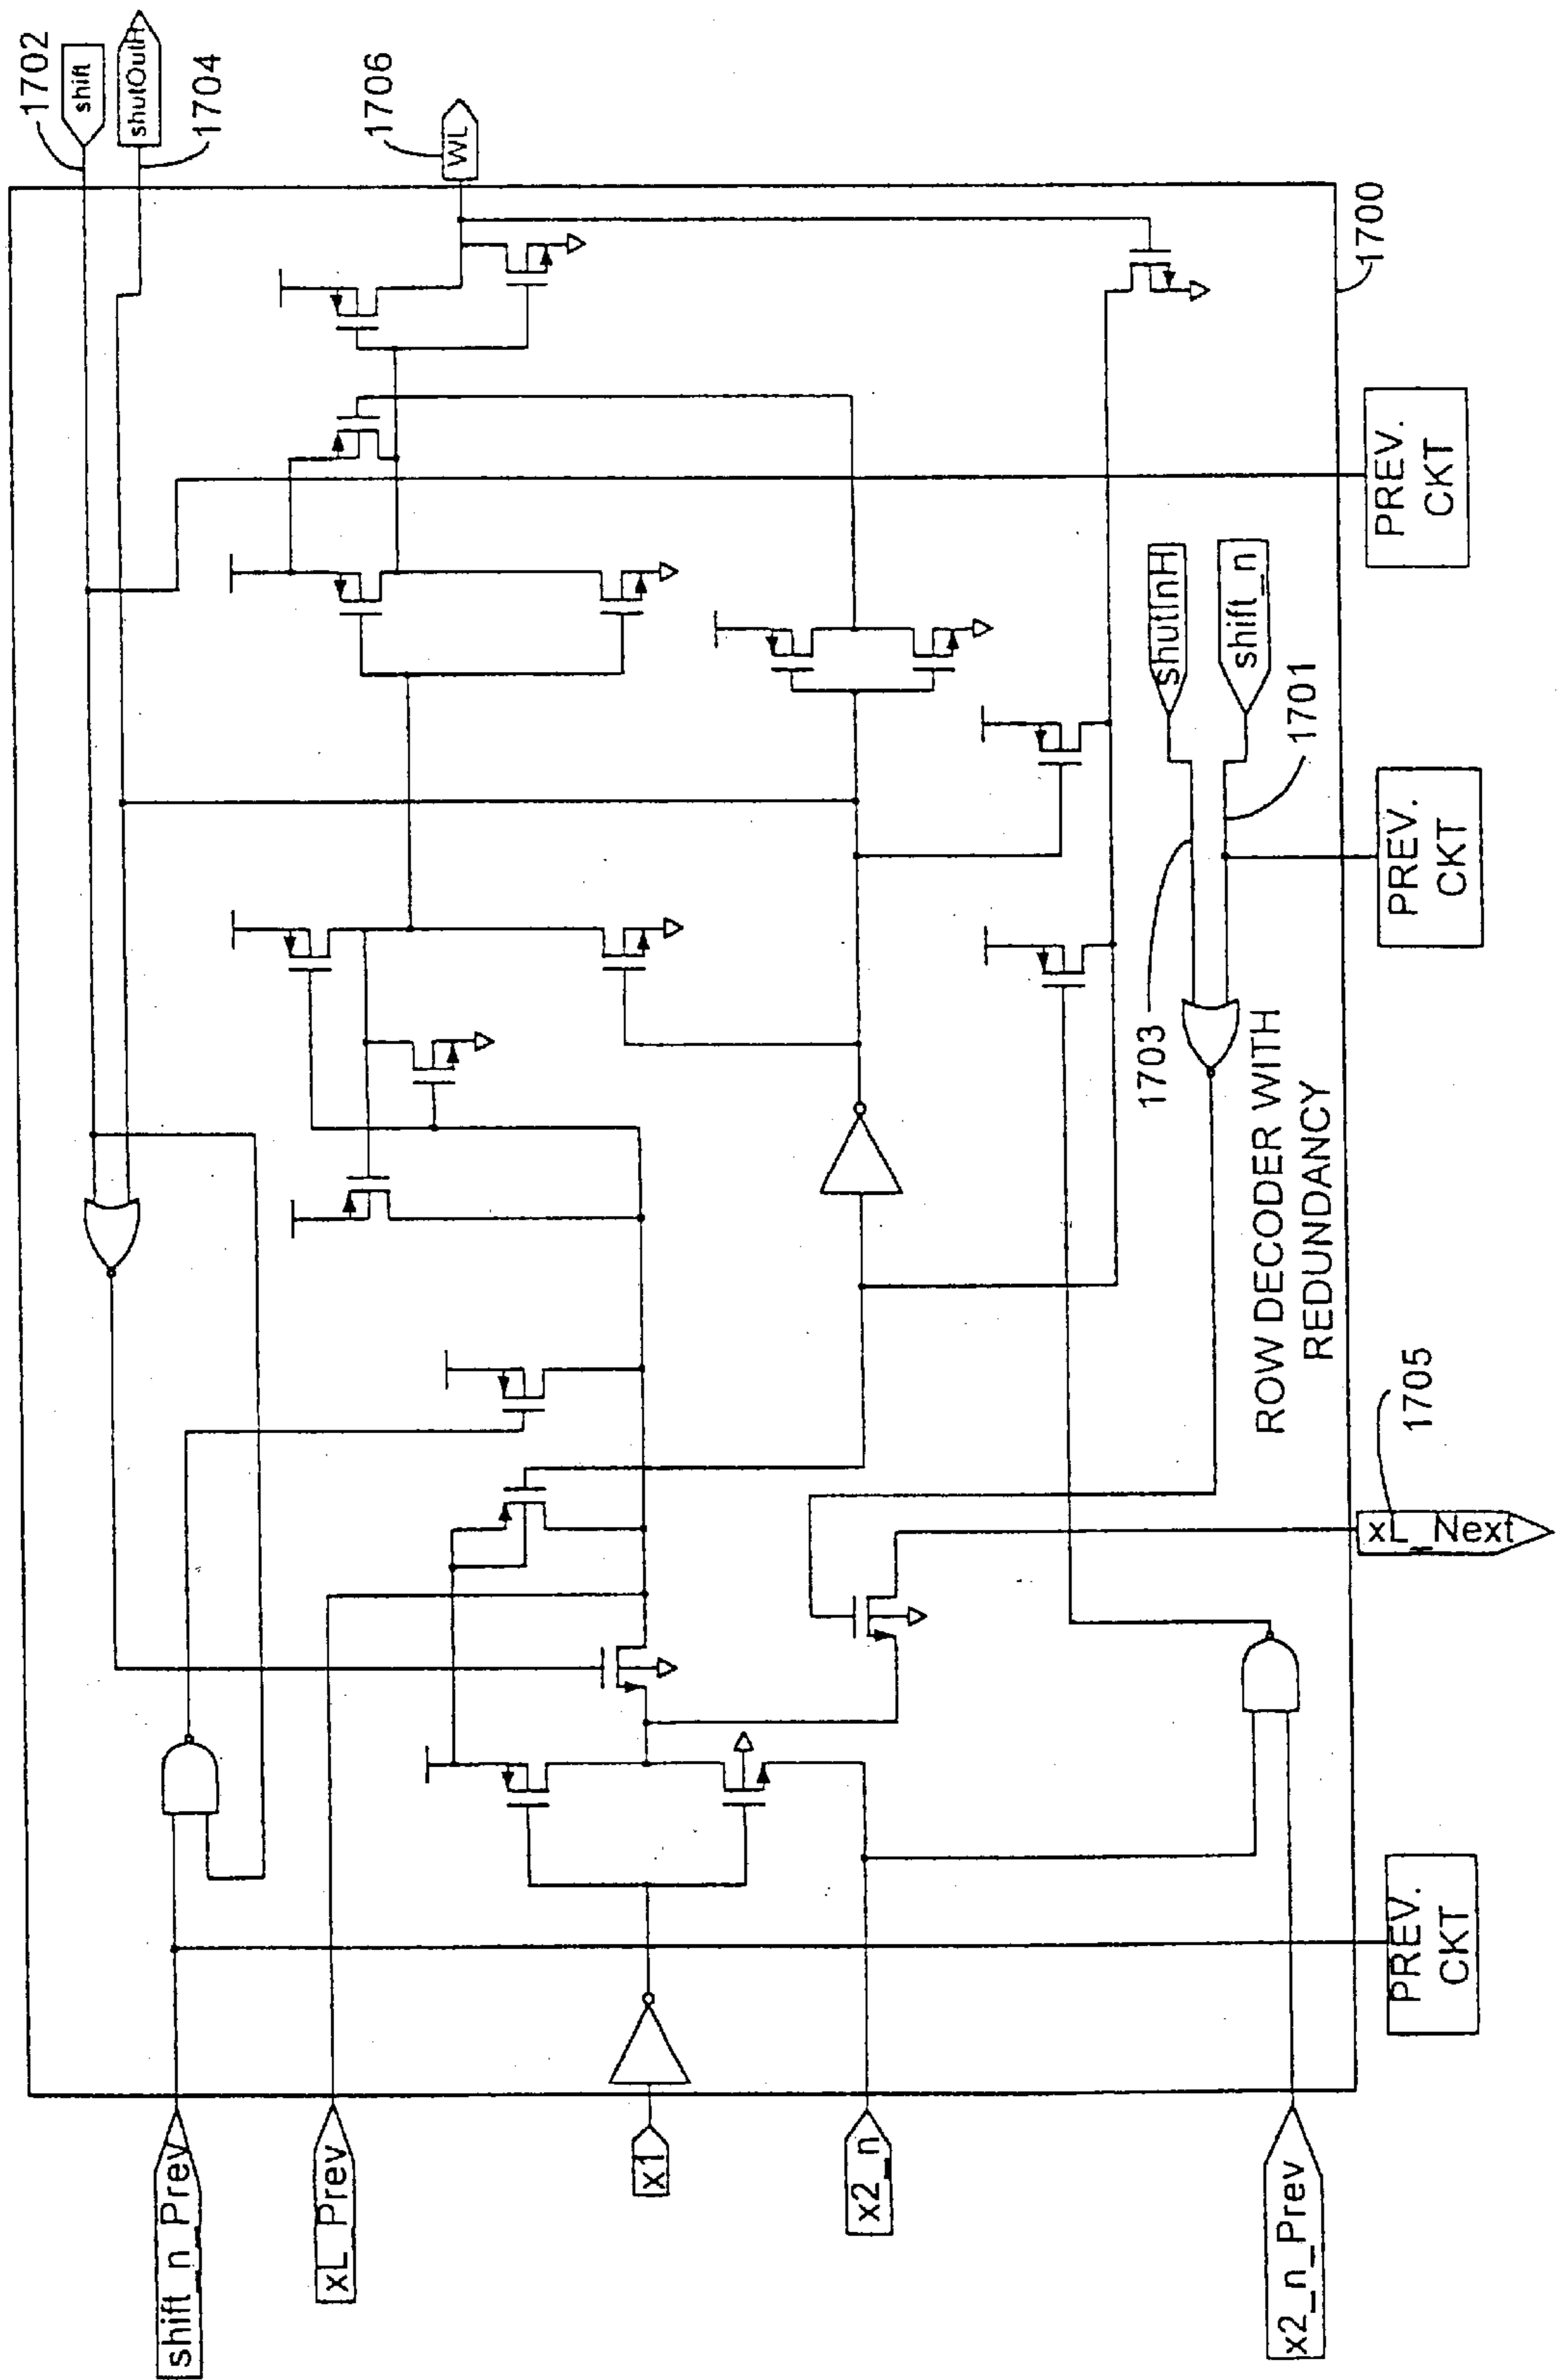 1702
shift
shutOutH
1704
1706
WL
1700
PREV.
CKT
shutInH
shift_n
1701
1703
PREV.
CKT
ROW DECODER WITH
REDUNDANCY
1705
xL_Next
PREV.
CKT
shift_n_Prev
xL_Prev
x1
x2_n
x2_n_Prev